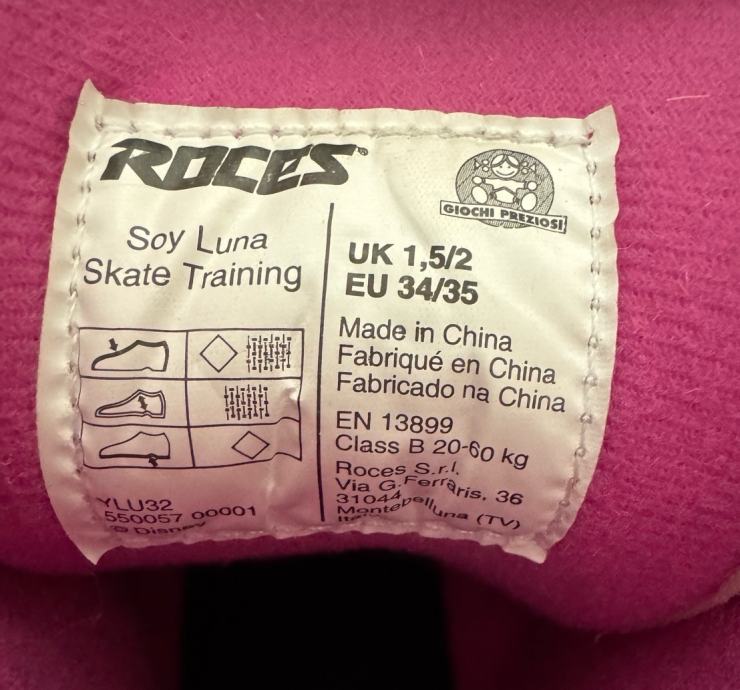 ROCES
GIOCHI PREZIOSI
Soy Luna
Skate Training
UK 1,5/2
EU 34/35
Made in China
Fabriqué en China
Fabricado na China
EN 13899
Class B 20-60 kg
Roces S.r.l.
Via G.Ferraris, 36
31044
Montebelluna (TV)
YLU32
550057 00001
© Disney